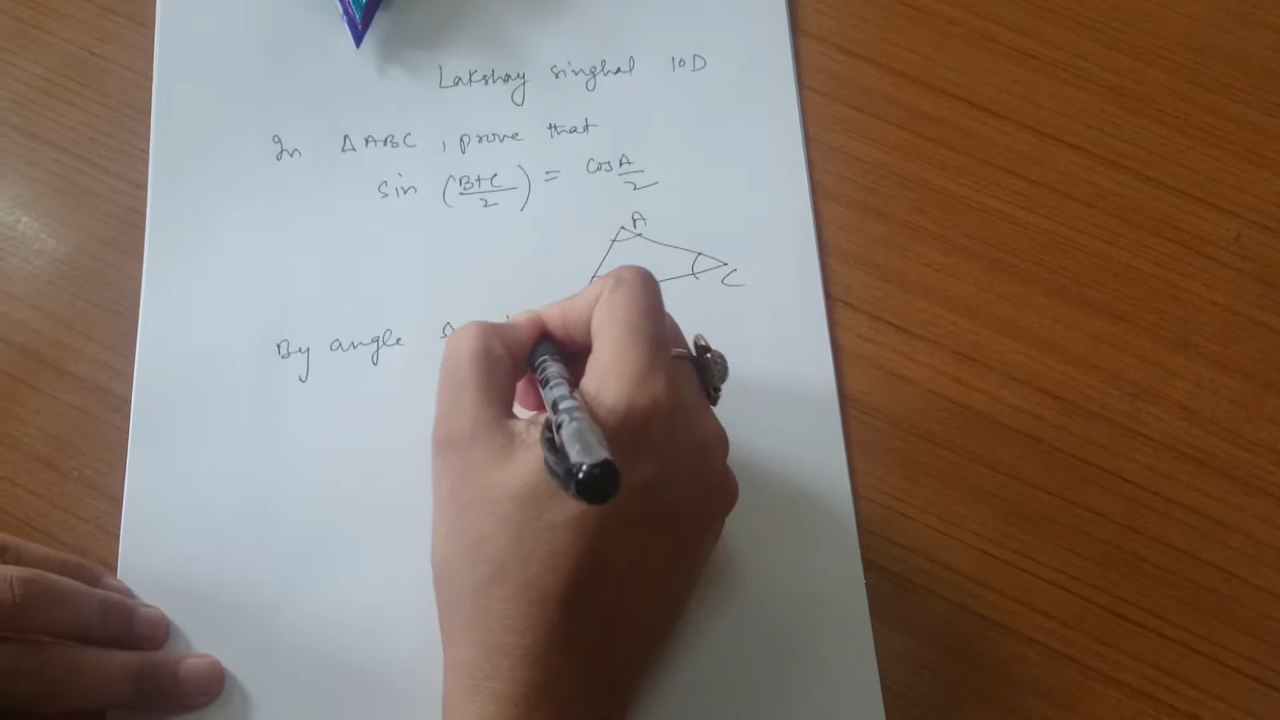 Lakshay singhal 10D
In ΔABC, prove that
sin (B+C/2) = cos A/2
A
C
By angle